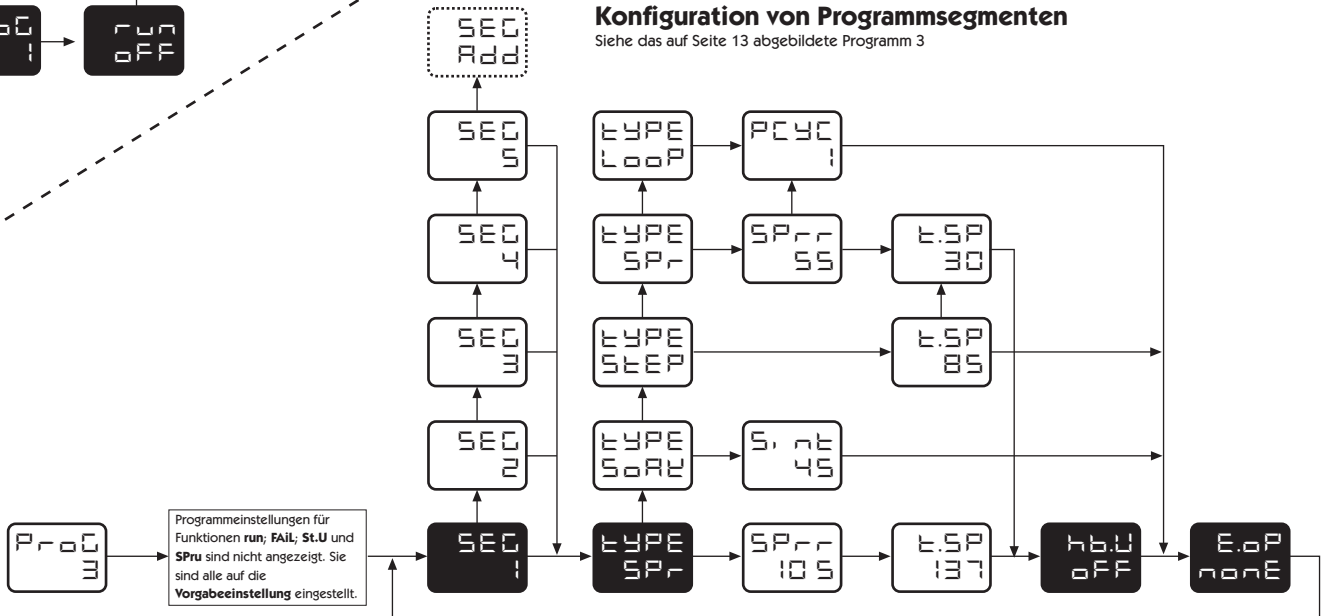 Konfiguration von Programmsegmenten
Siehe das auf Seite 13 abgebildete Programm 3
oG
1
run
oFF
SEG
Add
SEG
5
tYPE
LooP
PCYC
1
SEG
4
tYPE
SPr
SPrr
55
t.SP
30
SEG
3
tYPE
StEP
t.SP
85
SEG
2
tYPE
SoAK
S,nt
45
ProG
3
Programmeinstellungen für
Funktionen run; FAiL; St.U und
SPru sind nicht angezeigt. Sie
sind alle auf die
Vorgabeeinstellung eingestellt.
SEG
1
tYPE
SPr
SPrr
105
t.SP
137
hb.U
oFF
E.oP
nonE